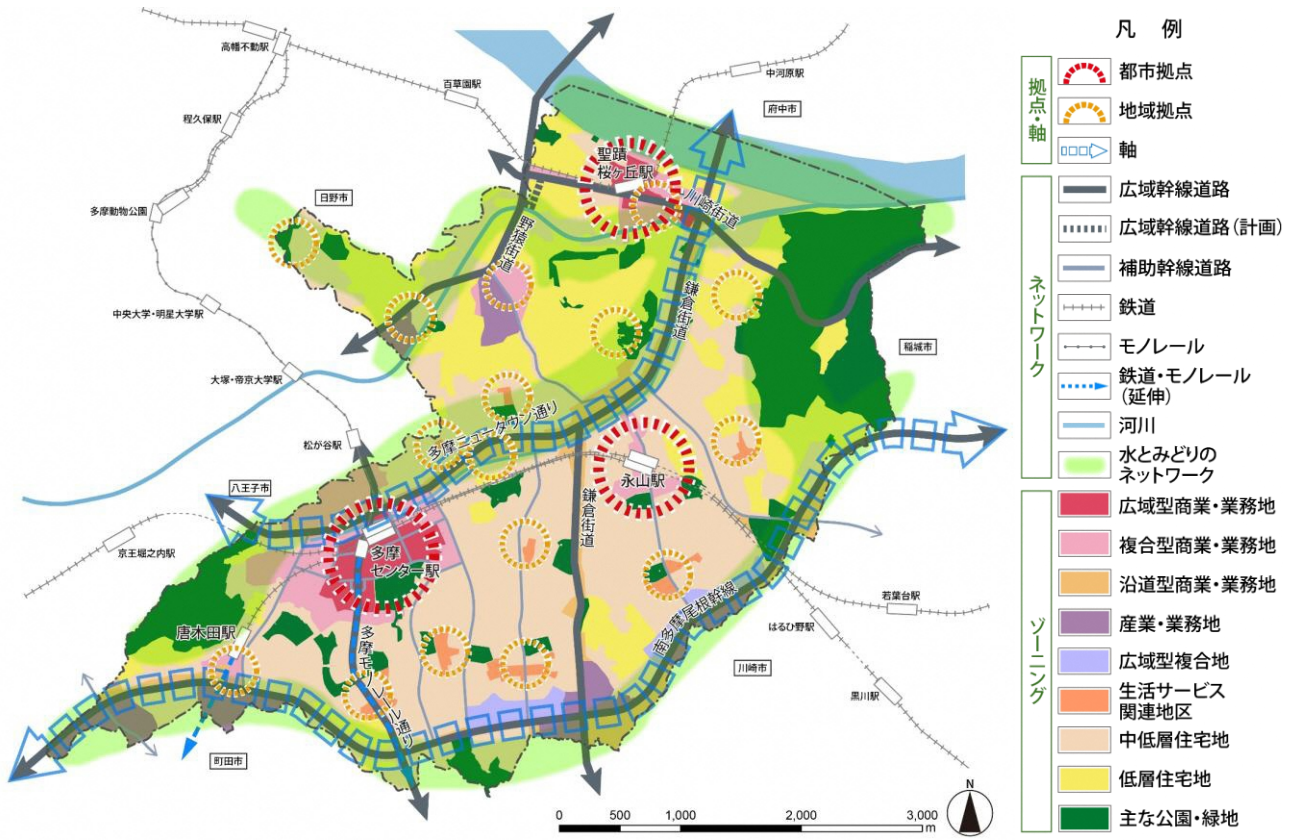 高幡不動駅
百草園駅
中河原駅
府中市
程久保駅
聖蹟
桜ヶ丘駅
川崎街道
日野市
多摩動物公園
野猿街道
鎌倉街道
中央大学・明星大学駅
稲城市
大塚・帝京大学駅
多摩ニュータウン通り
松が谷駅
永山駅
八王子市
鎌倉街道
京王堀之内駅
多摩
センター駅
若葉台駅
はるひ野駅
唐木田駅
多摩モノレール通り
南多摩尾根幹線
川崎市
黒川駅
町田市
N
0 500 1,000 2,000 3,000
m
凡 例
拠点・軸
都市拠点
地域拠点
軸
ネットワーク
広域幹線道路
広域幹線道路(計画)
補助幹線道路
鉄道
モノレール
鉄道・モノレール
(延伸)
河川
水とみどりの
ネットワーク
ゾーニング
広域型商業・業務地
複合型商業・業務地
沿道型商業・業務地
産業・業務地
広域型複合地
生活サービス
関連地区
中低層住宅地
低層住宅地
主な公園・緑地